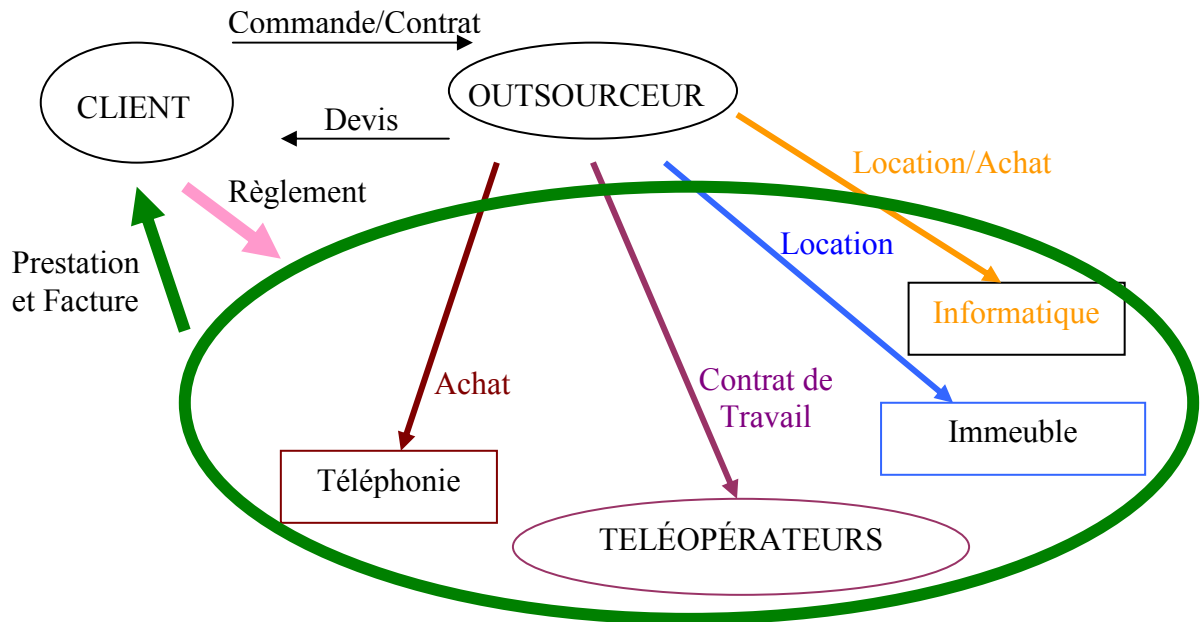 Commande/Contrat
CLIENT
OUTSOURCEUR
Devis
Location/Achat
Règlement
Location
Prestation
et Facture
Informatique
Achat
Contrat de
Travail
Immeuble
Téléphonie
TELÉOPÉRATEURS